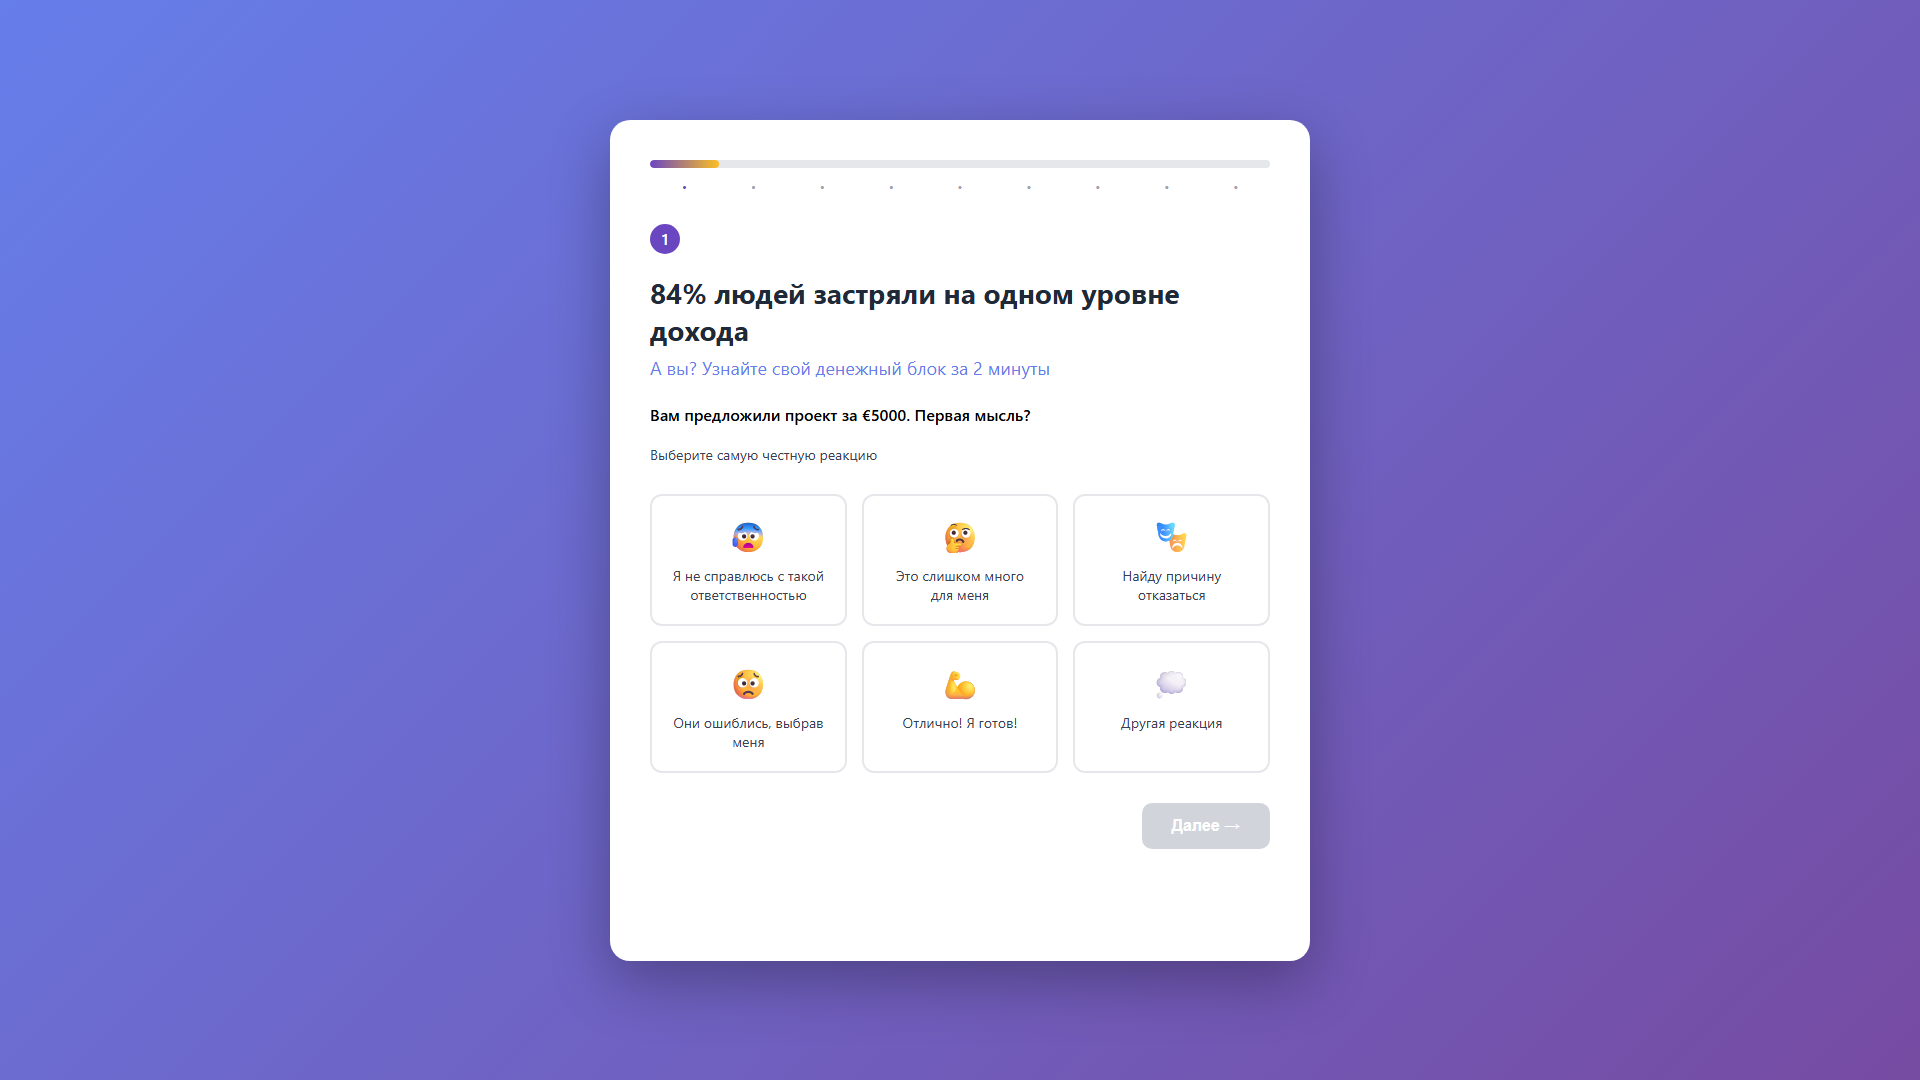 1
84% людей застряли на одном уровне
дохода
А вы? Узнайте свой денежный блок за 2 минуты
Вам предложили проект за €5000. Первая мысль?
Выберите самую честную реакцию
Я не справлюсь с такой
ответственностью
Это слишком много
для меня
Найду причину
отказаться
Они ошиблись, выбрав
меня
Отлично! Я готов!
Другая реакция
Далее →